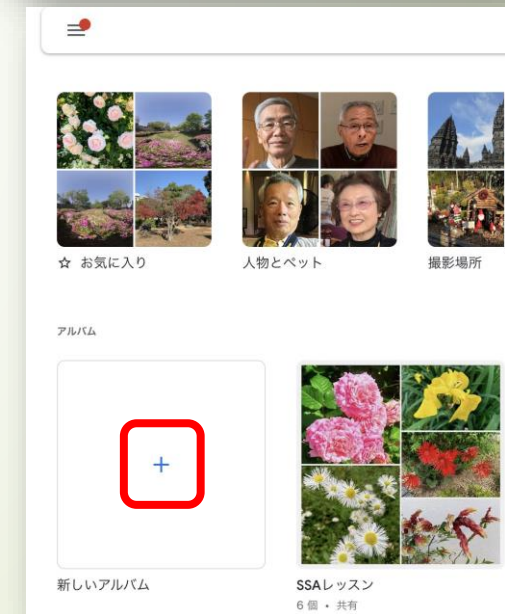 ☆ お気に入り
人物とペット
撮影場所
アルバム
新しいアルバム
SSAレッスン
6 個 • 共有